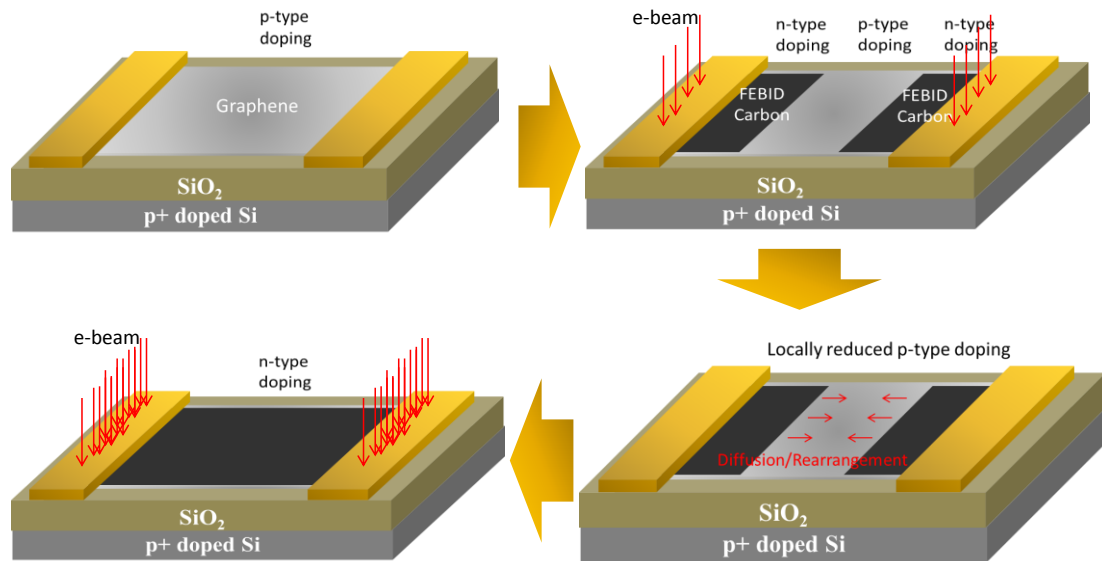 p-type
doping
Graphene
SiO₂
p+ doped Si
e-beam
n-type
doping
p-type
doping
n-type
doping
FEBID
Carbon
FEBID
Carbon
SiO₂
p+ doped Si
Locally reduced p-type doping
Diffusion/Rearrangement
SiO₂
p+ doped Si
e-beam
n-type
doping
SiO₂
p+ doped Si